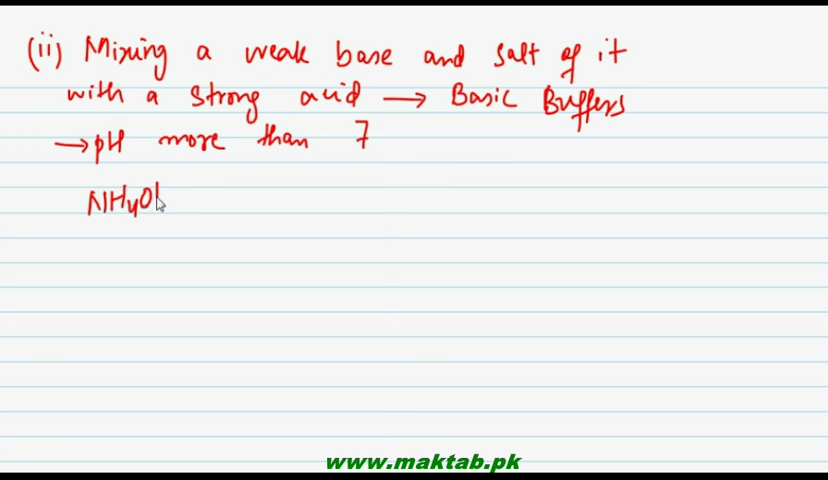 (ii) Mixing a weak base and salt of it
with a strong acid → Basic Buffers
→ pH more than 7
NH4Ol
www.maktab.pk